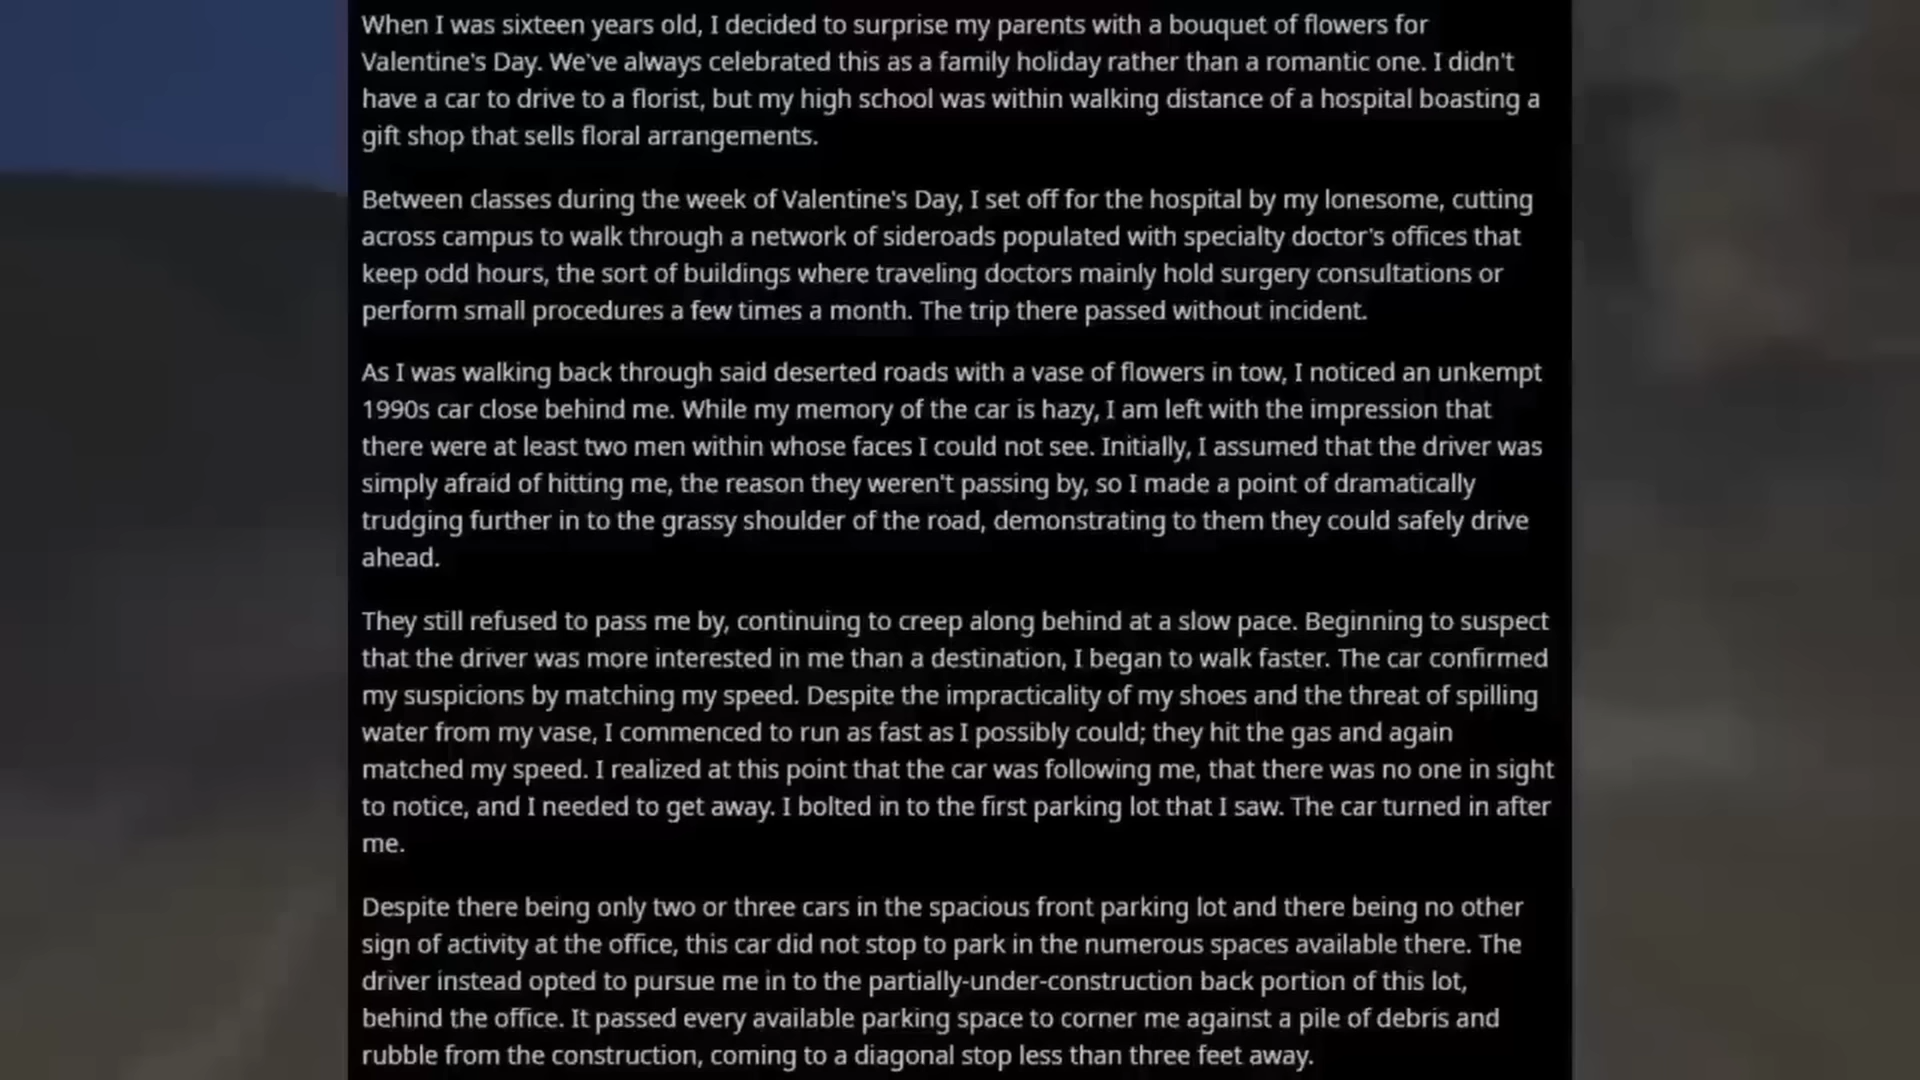 When I was sixteen years old, I decided to surprise my parents with a bouquet of flowers for
Valentine's Day. We've always celebrated this as a family holiday rather than a romantic one. I didn't
have a car to drive to a florist, but my high school was within walking distance of a hospital boasting a
gift shop that sells floral arrangements.
Between classes during the week of Valentine's Day, I set off for the hospital by my lonesome, cutting
across campus to walk through a network of sideroads populated with specialty doctor's offices that
keep odd hours, the sort of buildings where traveling doctors mainly hold surgery consultations or
perform small procedures a few times a month. The trip there passed without incident.
As I was walking back through said deserted roads with a vase of flowers in tow, I noticed an unkempt
1990s car close behind me. While my memory of the car is hazy, I am left with the impression that
there were at least two men within whose faces I could not see. Initially, I assumed that the driver was
simply afraid of hitting me, the reason they weren't passing by, so I made a point of dramatically
trudging further in to the grassy shoulder of the road, demonstrating to them they could safely drive
ahead.
They still refused to pass me by, continuing to creep along behind at a slow pace. Beginning to suspect
that the driver was more interested in me than a destination, I began to walk faster. The car confirmed
my suspicions by matching my speed. Despite the impracticality of my shoes and the threat of spilling
water from my vase, I commenced to run as fast as I possibly could; they hit the gas and again
matched my speed. I realized at this point that the car was following me, that there was no one in sight
to notice, and I needed to get away. I bolted in to the first parking lot that I saw. The car turned in after
me.
Despite there being only two or three cars in the spacious front parking lot and there being no other
sign of activity at the office, this car did not stop to park in the numerous spaces available there. The
driver instead opted to pursue me in to the partially-under-construction back portion of this lot,
behind the office. It passed every available parking space to corner me against a pile of debris and
rubble from the construction, coming to a diagonal stop less than three feet away.